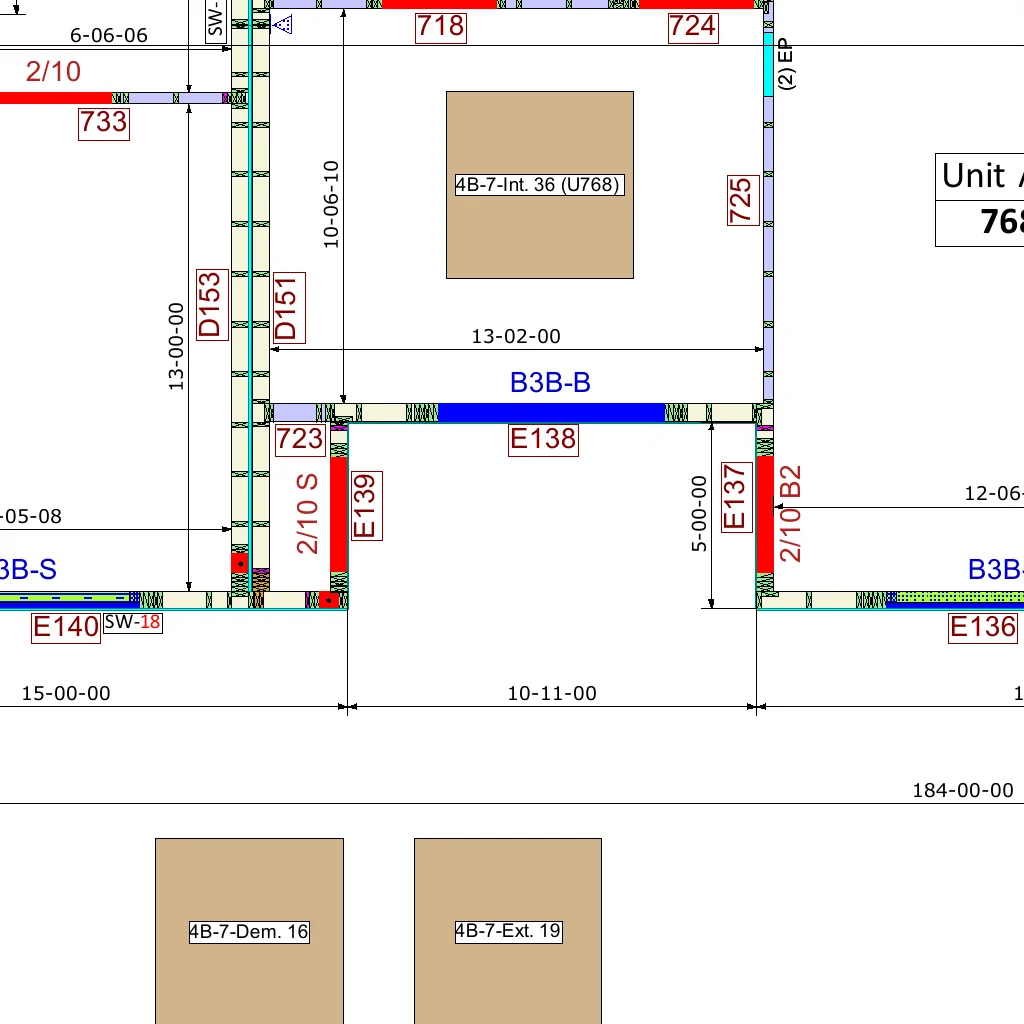 SW-
718
724
6-06-06
(2) EP
2/10
733
4B-7-Int. 36 (U768)
Unit
768
725
10-06-10
D153
D151
13-00-00
13-02-00
B3B-B
723
E138
2/10 S
E139
5-00-00
E137
2/10 B2
12-06-
-05-08
3B-S
B3B-
E140
SW-18
E136
15-00-00
10-11-00
1
184-00-00
4B-7-Dem. 16
4B-7-Ext. 19